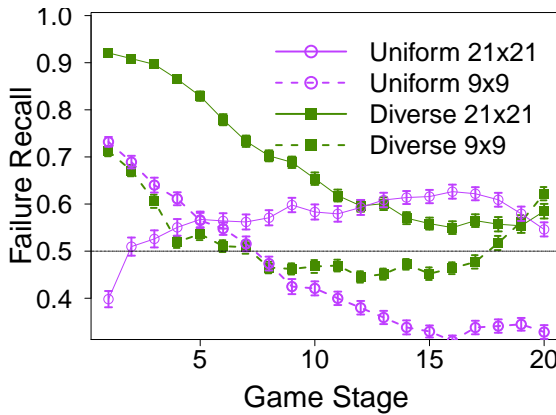 1.0
0.9
0.8
0.7
0.6
0.5
0.4
Failure Recall
Uniform 21x21
Uniform 9x9
Diverse 21x21
Diverse 9x9
5
10
15
20
Game Stage